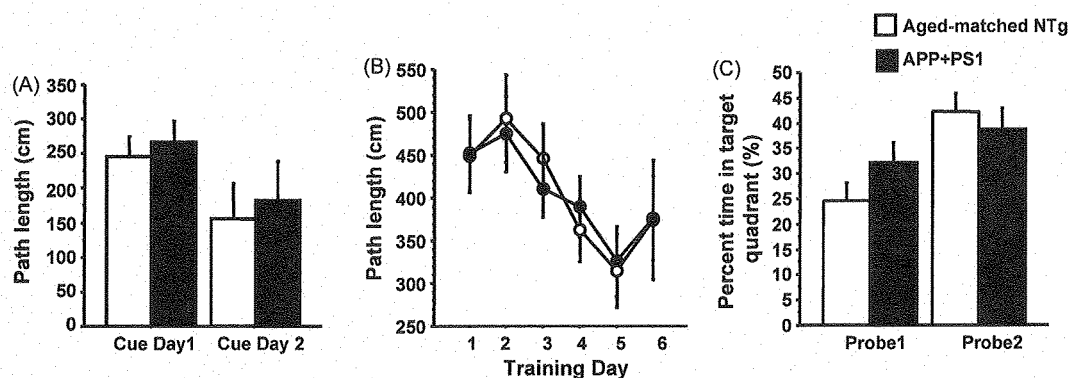 Aged-matched NTg
APP+PS1
(A)
Path length (cm)
350
300
250
200
150
100
50
0
Cue Day1 Cue Day 2
(B)
Path length (cm)
550
500
450
400
350
300
250
1 2 3 4 5 6
Training Day
(C)
Percent time in target
quadrant (%)
50
45
40
35
30
25
20
15
10
5
0
Probe1 Probe2